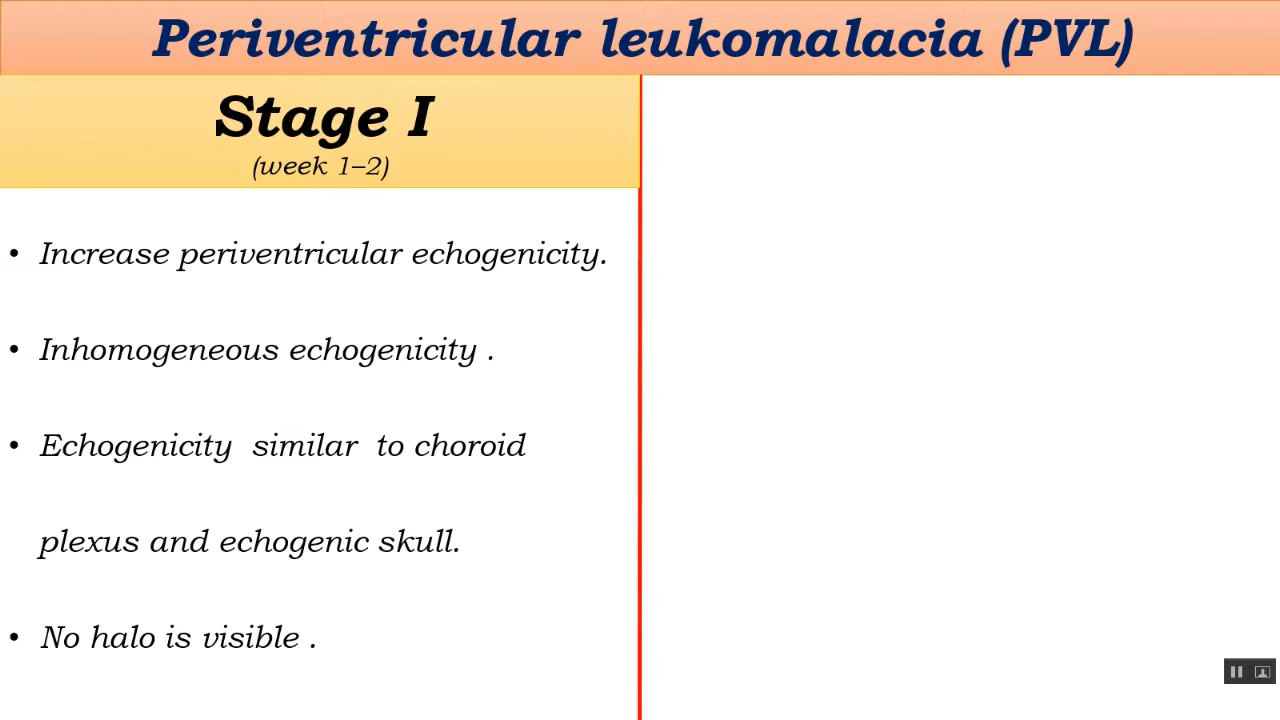 Periventricular leukomalacia (PVL)
Stage I
(week 1–2)
• Increase periventricular echogenicity.
• Inhomogeneous echogenicity .
• Echogenicity similar to choroid
plexus and echogenic skull.
• No halo is visible .